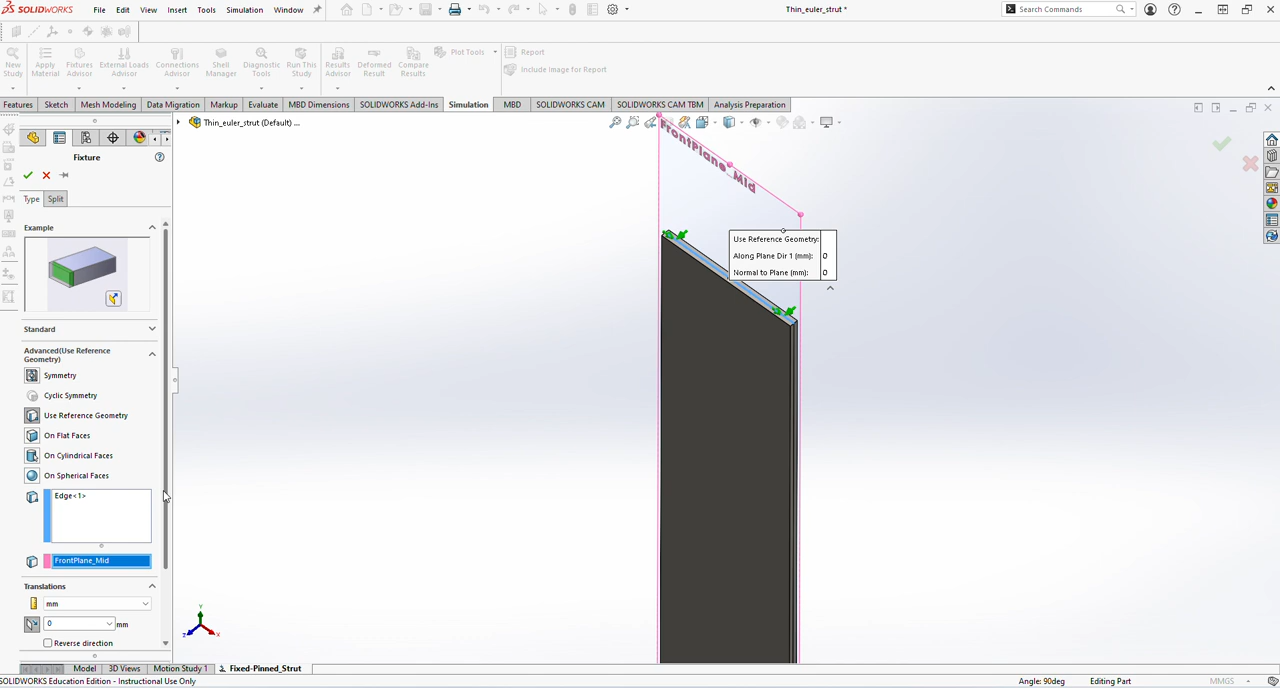 SOLIDWORKS File Edit View Insert Tools Simulation Window Thin_euler_strut * Search Commands
New Study Apply Material Fixtures Advisor External Loads Advisor Connections Advisor Shell Manager Diagnostic Tools Run This Study Results Advisor Deformed Result Compare Results Plot Tools Report
Include Image for Report
Features Sketch Mesh Modeling Data Migration Markup Evaluate MBD Dimensions SOLIDWORKS Add-Ins Simulation MBD SOLIDWORKS CAM SOLIDWORKS CAM TBM Analysis Preparation
Thin_euler_strut (Default) ...
Fixture
Type Split
Example
Standard
Advanced(Use Reference
Geometry)
Symmetry
Cyclic Symmetry
Use Reference Geometry
On Flat Faces
On Cylindrical Faces
On Spherical Faces
Edge<1>
FrontPlane_Mid
Translations
mm
0 mm
Reverse direction
FrontPlane_Mid
Use Reference Geometry:
Along Plane Dir 1 (mm): 0
Normal to Plane (mm): 0
Y
Z X
Model 3D Views Motion Study 1 Fixed-Pinned_Strut
SOLIDWORKS Education Edition - Instructional Use Only Angle: 90deg Editing Part MMGS